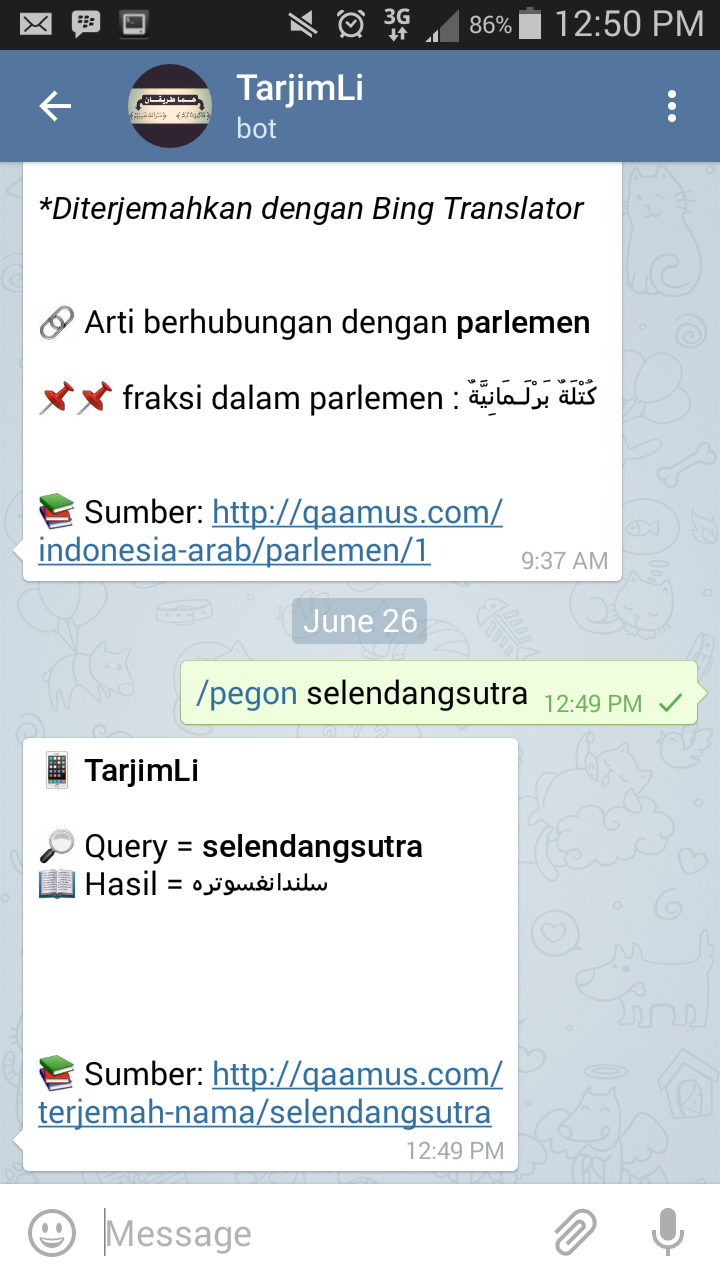 3G 86% 12:50 PM
TarjimLi
bot
*Diterjemahkan dengan Bing Translator
Arti berhubungan dengan parlemen
fraksi dalam parlemen : كُتْلَةٌ بَرْلَـمَانِيَّةٌ
Sumber: http://qaamus.com/
indonesia-arab/parlemen/1 9:37 AM
June 26
/pegon selendangsutra 12:49 PM
TarjimLi
Query = selendangsutra
Hasil = سلندانغسوتره
Sumber: http://qaamus.com/
terjemah-nama/selendangsutra
12:49 PM
Message